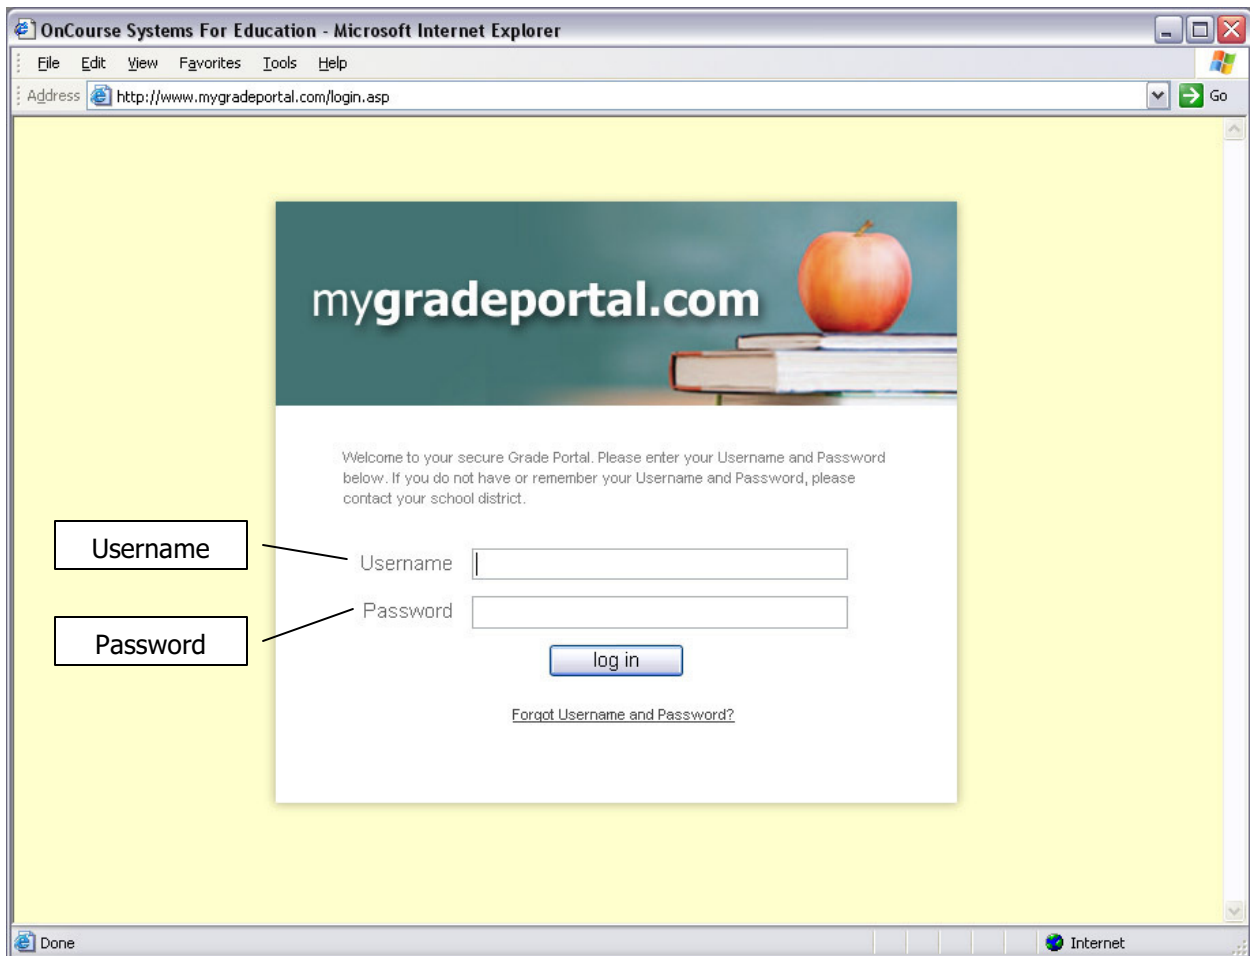 OnCourse Systems For Education - Microsoft Internet Explorer
File Edit View Favorites Tools Help
Address http://www.mygradeportal.com/login.asp Go
mygradeportal.com
Welcome to your secure Grade Portal. Please enter your Username and Password
below. If you do not have or remember your Username and Password, please
contact your school district.
Username
Username
Password
Password
log in
Forgot Username and Password?
Done Internet